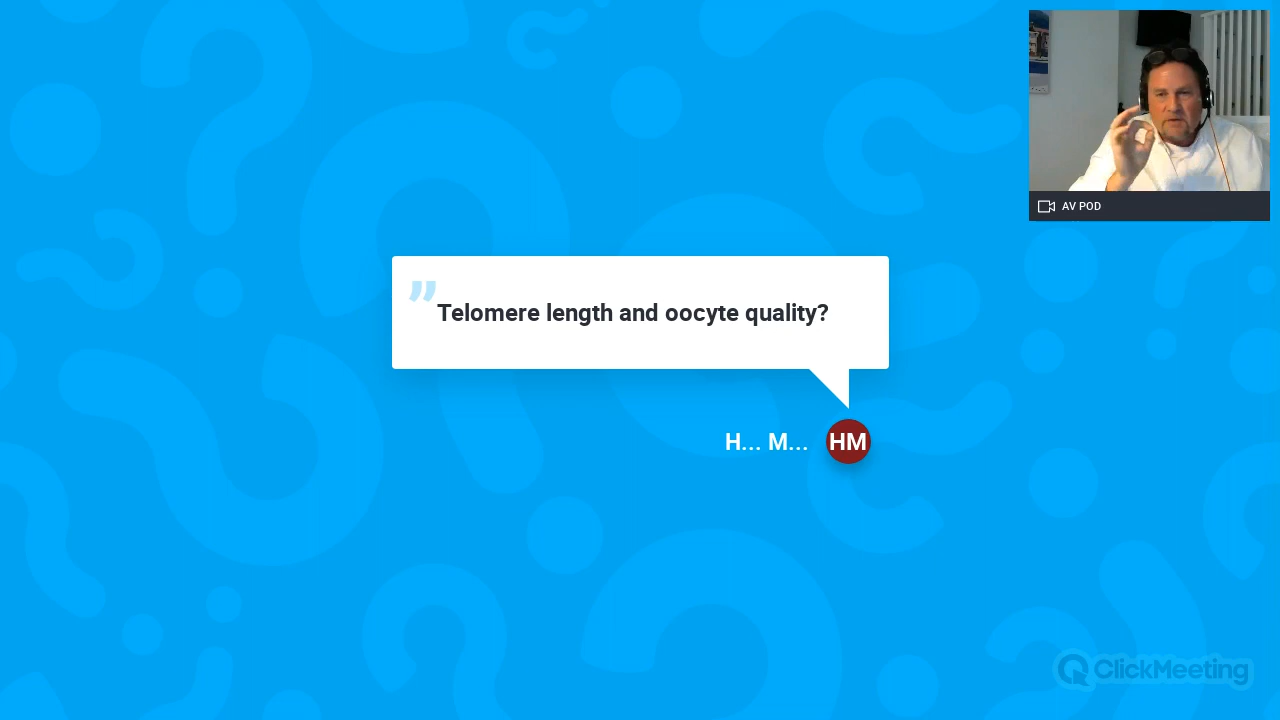 AV POD
” Telomere length and oocyte quality?
H... M... HM
ClickMeeting